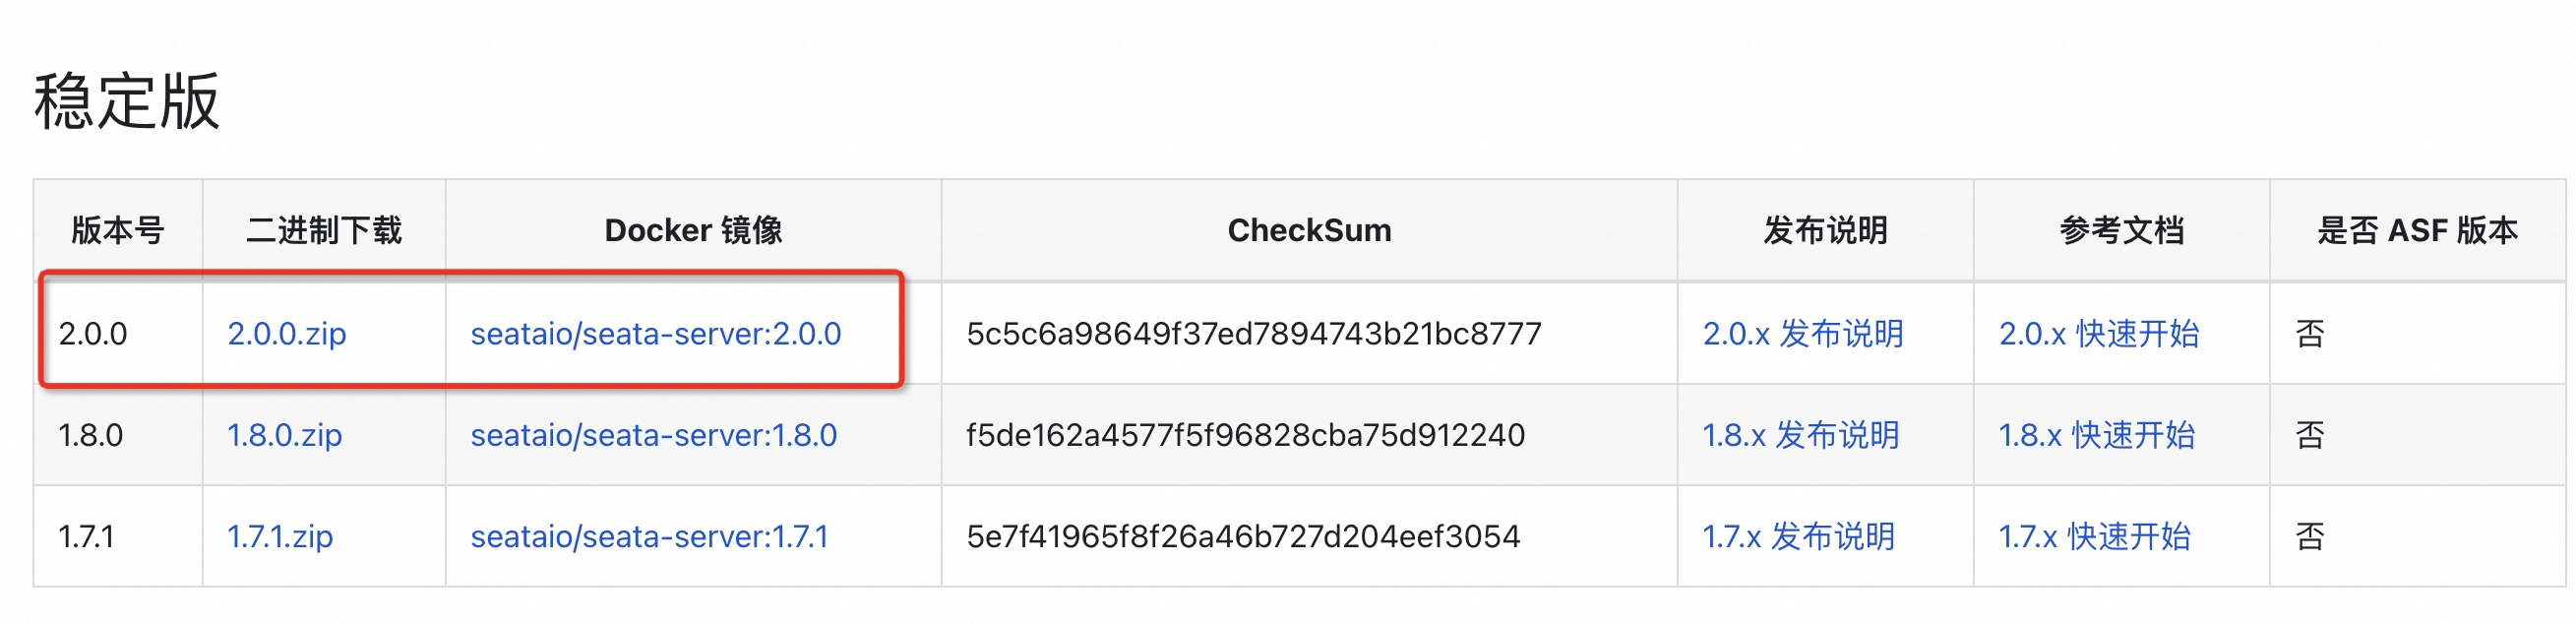 稳定版
版本号 二进制下载 Docker 镜像 CheckSum 发布说明 参考文档 是否 ASF 版本
2.0.0 2.0.0.zip seataio/seata-server:2.0.0 5c5c6a98649f37ed7894743b21bc8777 2.0.x 发布说明 2.0.x 快速开始 否
1.8.0 1.8.0.zip seataio/seata-server:1.8.0 f5de162a4577f5f96828cba75d912240 1.8.x 发布说明 1.8.x 快速开始 否
1.7.1 1.7.1.zip seataio/seata-server:1.7.1 5e7f41965f8f26a46b727d204eef3054 1.7.x 发布说明 1.7.x 快速开始 否